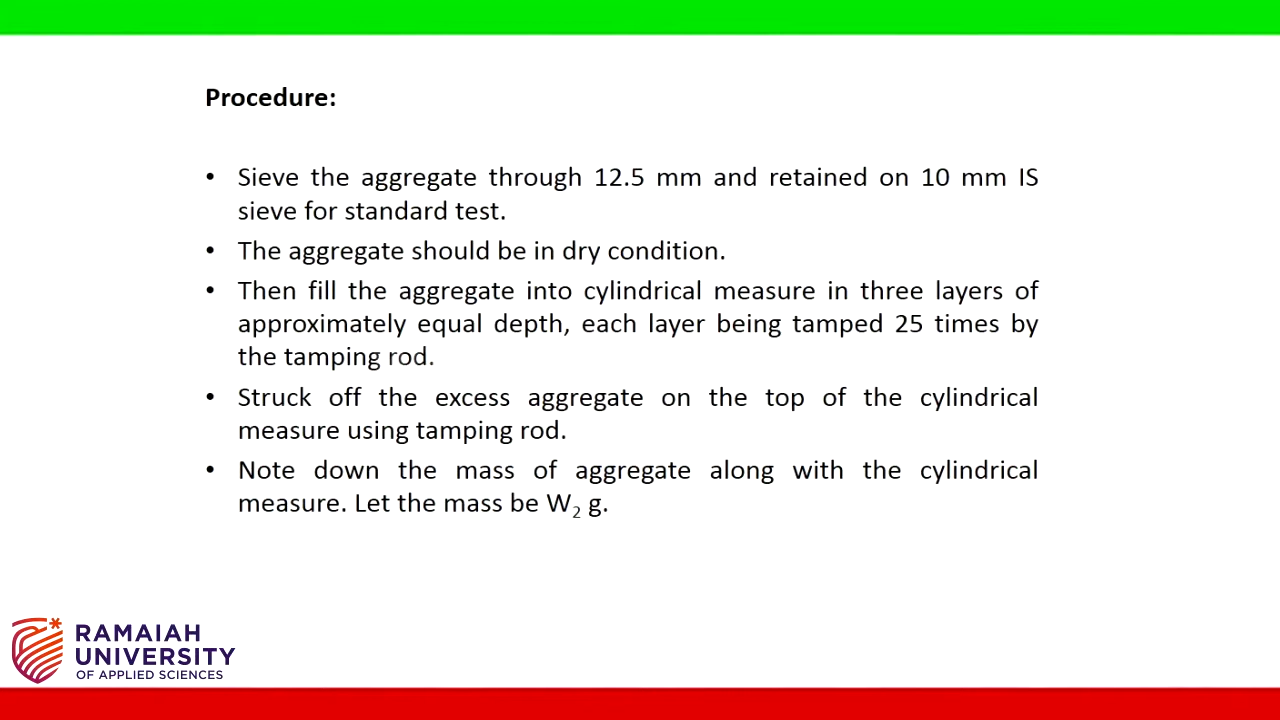 Procedure:
• Sieve the aggregate through 12.5 mm and retained on 10 mm IS
sieve for standard test.
• The aggregate should be in dry condition.
• Then fill the aggregate into cylindrical measure in three layers of
approximately equal depth, each layer being tamped 25 times by
the tamping rod.
• Struck off the excess aggregate on the top of the cylindrical
measure using tamping rod.
• Note down the mass of aggregate along with the cylindrical
measure. Let the mass be W₂ g.
RAMAIAH
UNIVERSITY
OF APPLIED SCIENCES